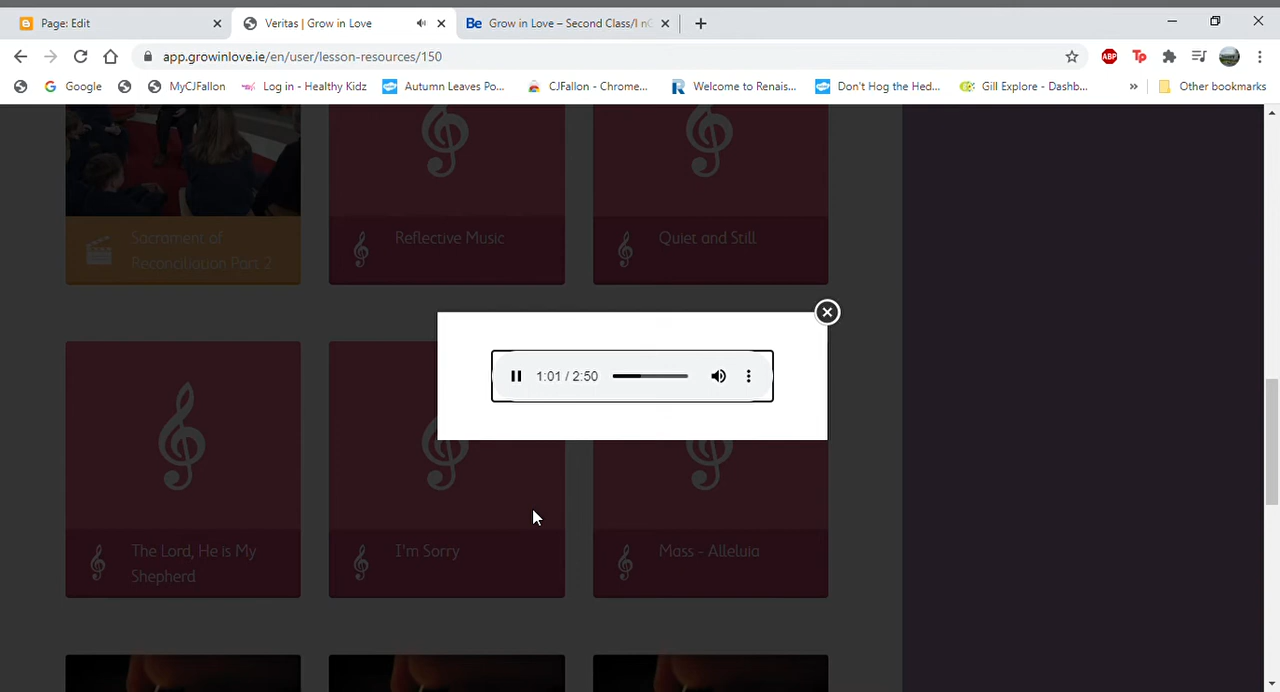 Page: Edit
Veritas | Grow in Love
Be Grow in Love – Second Class/I n
app.growinlove.ie/en/user/lesson-resources/150
ABP
Tp
Google
MyCJFallon
Log in - Healthy Kidz
Autumn Leaves Po...
CJFallon - Chrome...
Welcome to Renais...
Don't Hog the Hed...
Gill Explore - Dashb...
»
Other bookmarks
Sacrament of
Reconciliation Part 2
Reflective Music
Quiet and Still
1:01 / 2:50
The Lord, He is My
Shepherd
I'm Sorry
Mass - Alleluia